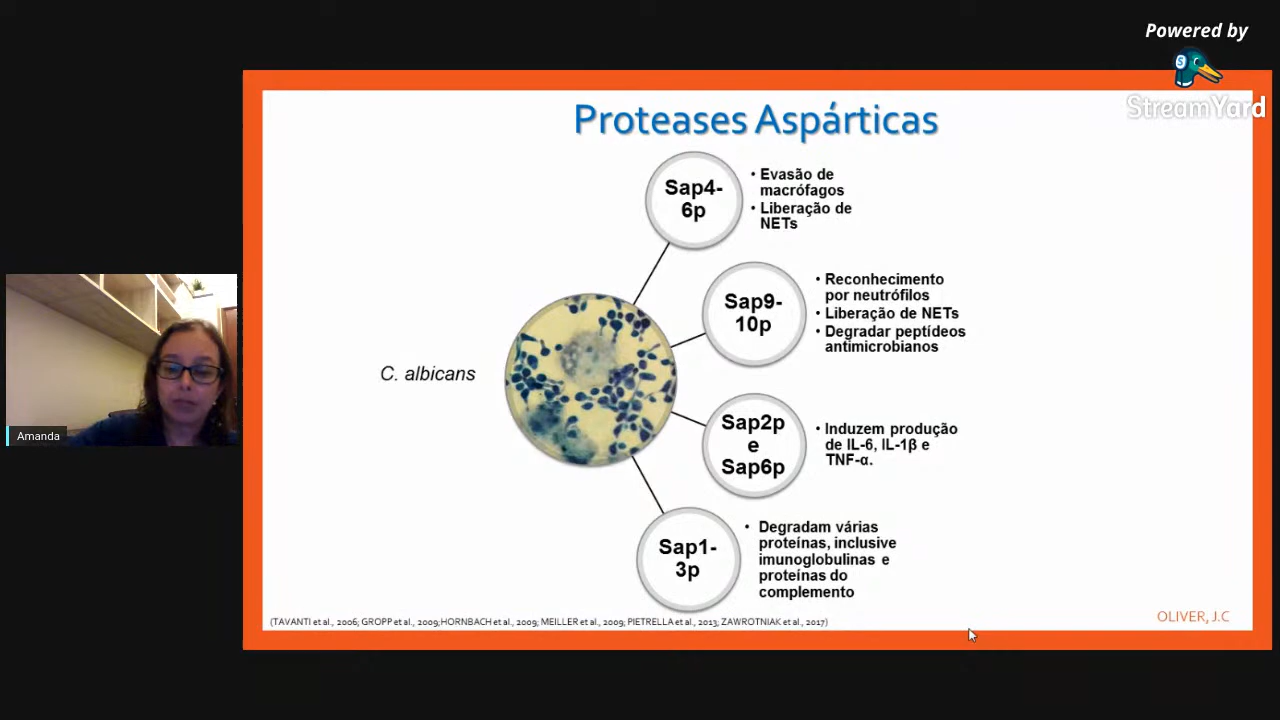 Powered by
StreamYard
Proteases Aspárticas
Sap4-
6p
• Evasão de
macrófagos
• Liberação de
NETs
Sap9-
10p
• Reconhecimento
por neutrófilos
• Liberação de NETs
• Degradar peptídeos
antimicrobianos
C. albicans
Sap2p
e
Sap6p
• Induzem produção
de IL-6, IL-1β e
TNF-α.
Sap1-
3p
• Degradam várias
proteínas, inclusive
imunoglobulinas e
proteínas do
complemento
(TAVANTI et al., 2006; GROPP et al., 2009;HORNBACH et al., 2009; MEILLER et al., 2009; PIETRELLA et al., 2013; ZAWROTNIAK et al., 2017)
OLIVER, J.C
Amanda